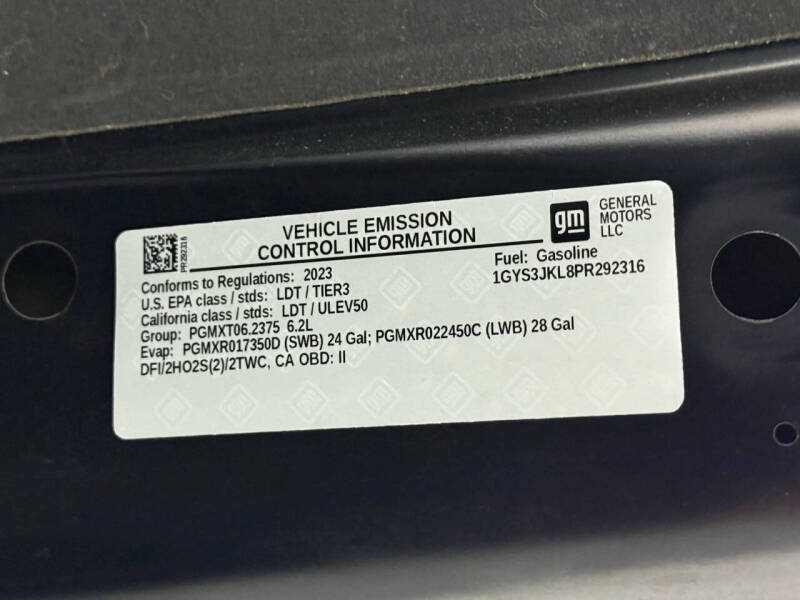 VEHICLE EMISSION
CONTROL INFORMATION
PR292316
gm
GENERAL
MOTORS
LLC
Conforms to Regulations: 2023
Fuel: Gasoline
U.S. EPA class / stds: LDT / TIER3
1GYS3JKL8PR292316
California class / stds: LDT / ULEV50
Group: PGMXT06.2375 6.2L
Evap: PGMXR017350D (SWB) 24 Gal; PGMXR022450C (LWB) 28 Gal
DFI/2HO2S(2)/2TWC, CA OBD: II